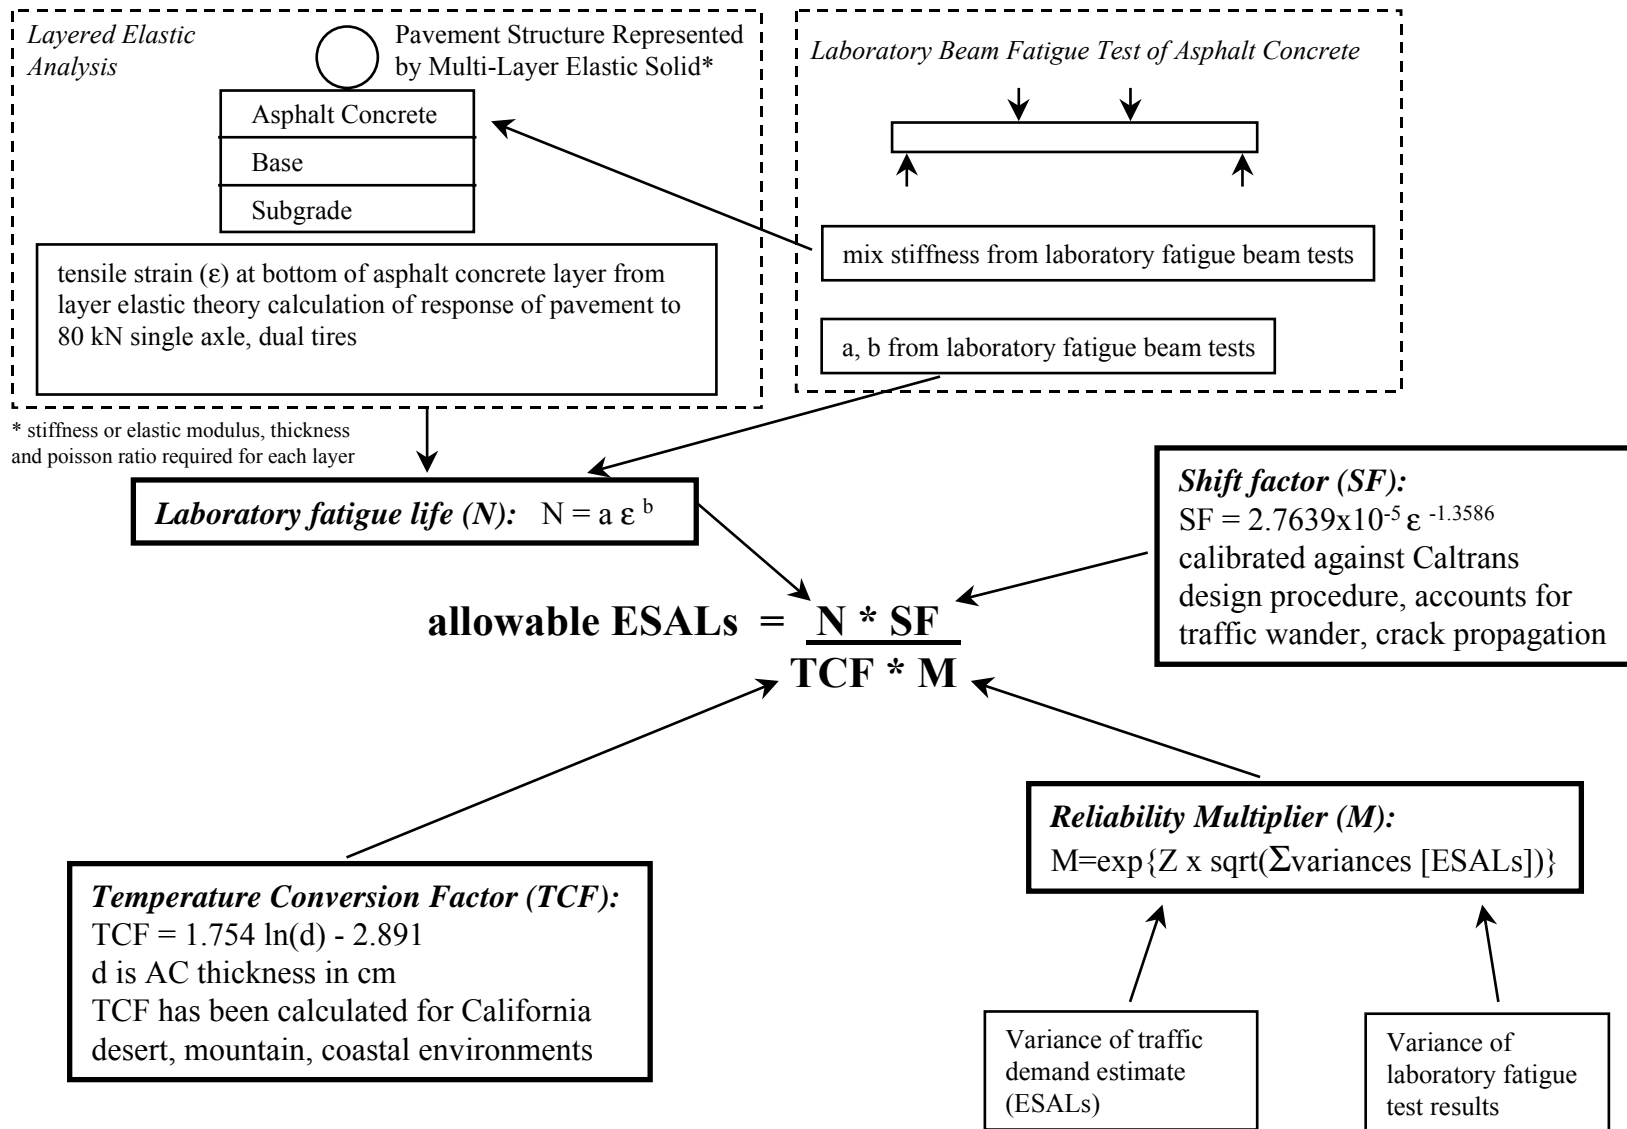 Layered Elastic
Analysis
Pavement Structure Represented
by Multi-Layer Elastic Solid*
Asphalt Concrete
Base
Subgrade
tensile strain (ε) at bottom of asphalt concrete layer from
layer elastic theory calculation of response of pavement to
80 kN single axle, dual tires
* stiffness or elastic modulus, thickness
and poisson ratio required for each layer
Laboratory Beam Fatigue Test of Asphalt Concrete
mix stiffness from laboratory fatigue beam tests
a, b from laboratory fatigue beam tests
Laboratory fatigue life (N): N = a ε b
Shift factor (SF):
SF = 2.7639x10-5 ε -1.3586
calibrated against Caltrans
design procedure, accounts for
traffic wander, crack propagation
allowable ESALs = N * SF
TCF * M
Reliability Multiplier (M):
M=exp{Z x sqrt(Σvariances [ESALs])}
Temperature Conversion Factor (TCF):
TCF = 1.754 ln(d) - 2.891
d is AC thickness in cm
TCF has been calculated for California
desert, mountain, coastal environments
Variance of traffic
demand estimate
(ESALs)
Variance of
laboratory fatigue
test results